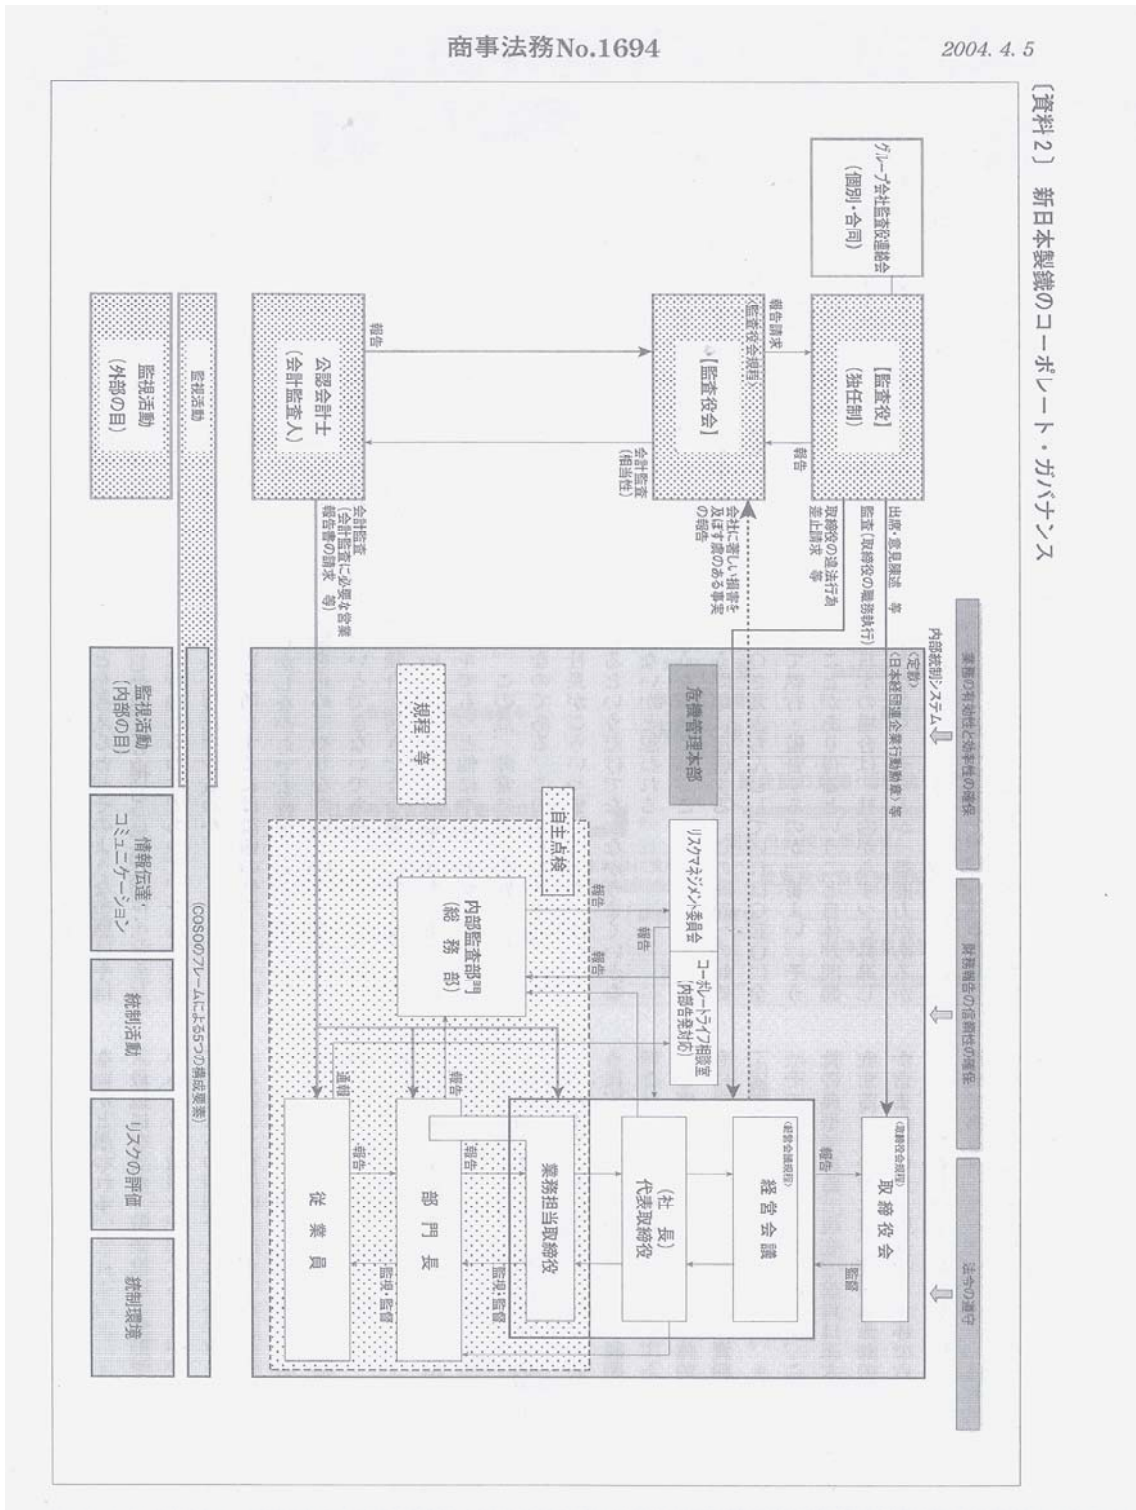 商事法務No.1694
2004. 4. 5
〔資料2〕 新日本製鐵のコーポレート・ガバナンス
業務の有効性と効率性の確保
財務報告の信頼性の確保
法令の遵守
グループ会社監査役連絡会
(個別・合同)
【監査役】
(独任制)
報告請求
〈監査役会規程〉
報告
【監査役会】
報告
会計監査
(相当性)
公認会計士
(会計監査人)
監視活動
監視活動
(外部の目)
出席・意見陳述 等
監査(取締役の職務執行)
取締役の違法行為
差止請求 等
会社に著しい損害を
及ぼす虞のある事実
の報告
会計監査
(会計監査に必要な営業
報告書の請求 等)
内部統制システム
〈定款〉
〈日本経団連企業行動憲章〉等
危機管理本部
規程 等
リスクマネジメント委員会
コーポレートライフ相談室
(内部告発対応)
自主点検
報告
報告
報告
内部監査部門
(総務部)
報告
通報
〈取締役会規程〉
取締役会
報告
監督
〈経営会議規程〉
経営会議
(社長)
代表取締役
業務担当取締役
報告
監視・監督
部門長
報告
監視・監督
従業員
(COSOのフレームによる5つの構成要素)
監視活動
(内部の目)
情報伝達・
コミュニケーション
統制活動
リスクの評価
統制環境